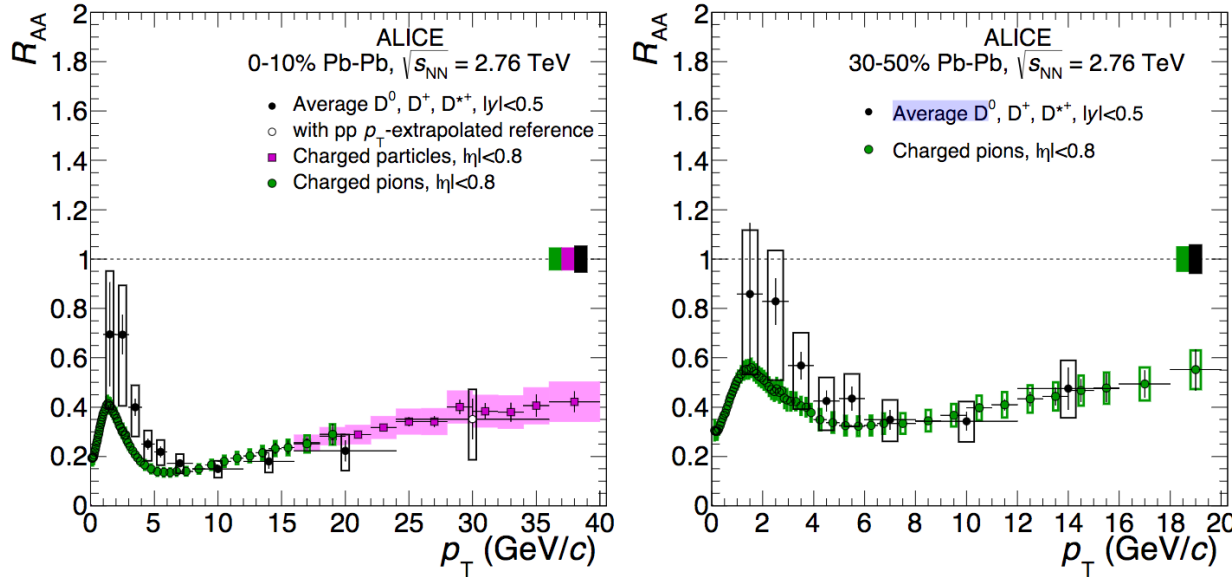 R_AA
2
1.8
1.6
1.4
1.2
1
0.8
0.6
0.4
0.2
0
ALICE
0-10% Pb-Pb, √s_NN = 2.76 TeV
Average D⁰, D⁺, D*⁺, |y|<0.5
with pp p_T-extrapolated reference
Charged particles, |η|<0.8
Charged pions, |η|<0.8
0 5 10 15 20 25 30 35 40
p_T (GeV/c)
R_AA
2
1.8
1.6
1.4
1.2
1
0.8
0.6
0.4
0.2
0
ALICE
30-50% Pb-Pb, √s_NN = 2.76 TeV
Average D⁰, D⁺, D*⁺, |y|<0.5
Charged pions, |η|<0.8
0 2 4 6 8 10 12 14 16 18 20
p_T (GeV/c)